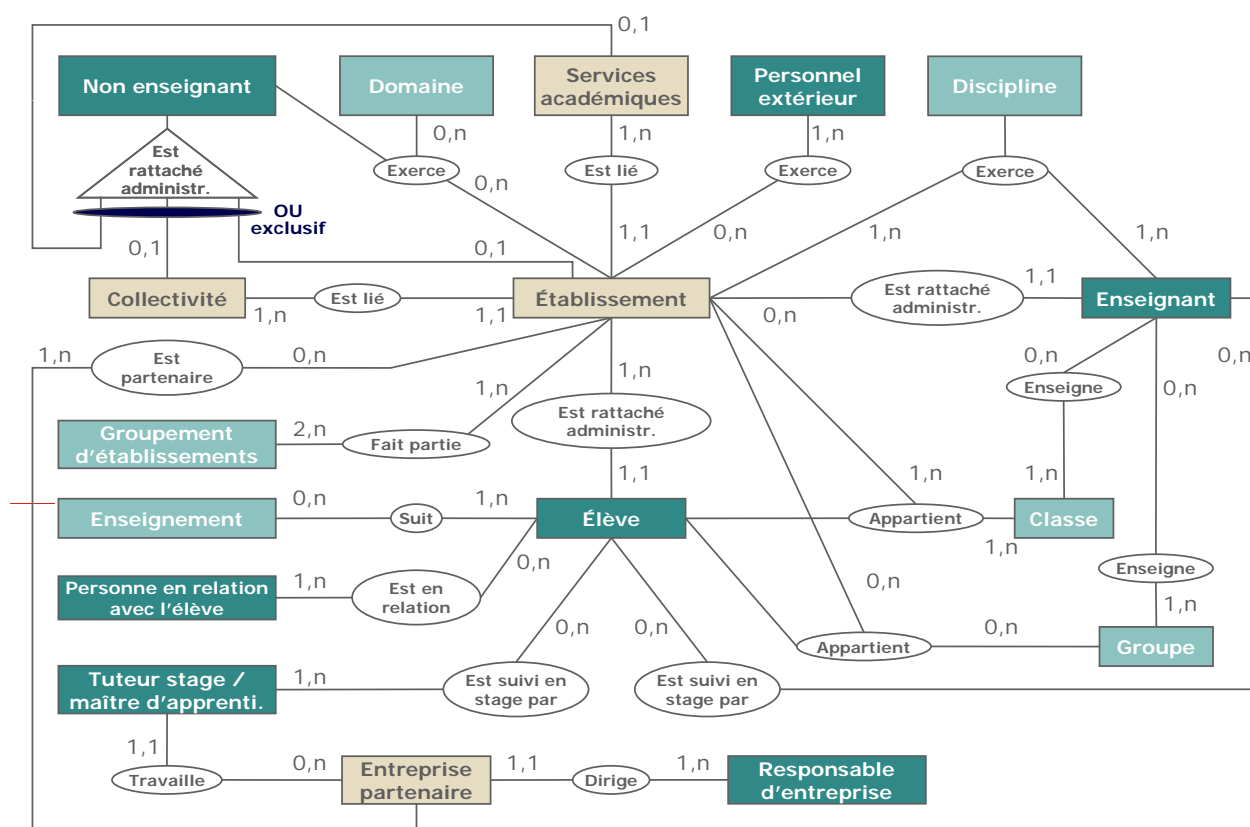 0,1
Non enseignant
Domaine
Services
académiques
Personnel
extérieur
Discipline
0,n
1,n
1,n
Est
rattaché
administr.
Exerce
Est lié
Exerce
Exerce
0,n
OU
exclusif
0,1
0,1
1,1
0,n
1,n
1,n
Collectivité
Est lié
Établissement
Est rattaché
administr.
1,1
Enseignant
1,n
1,1
0,n
1,n
Est
partenaire
0,n
1,n
1,n
0,n
0,n
Enseigne
0,n
Groupement
d'établissements
2,n
Fait partie
Est rattaché
administr.
1,1
1,n
1,n
Enseignement
0,n
Suit
1,n
Élève
Appartient
Classe
1,n
0,n
Personne en relation
avec l'élève
1,n
Est en
relation
0,n
Enseigne
1,n
0,n
0,n
Appartient
0,n
Groupe
Tuteur stage /
maître d'apprenti.
1,n
Est suivi en
stage par
Est suivi en
stage par
1,1
Travaille
0,n
Entreprise
partenaire
1,1
Dirige
1,n
Responsable
d'entreprise